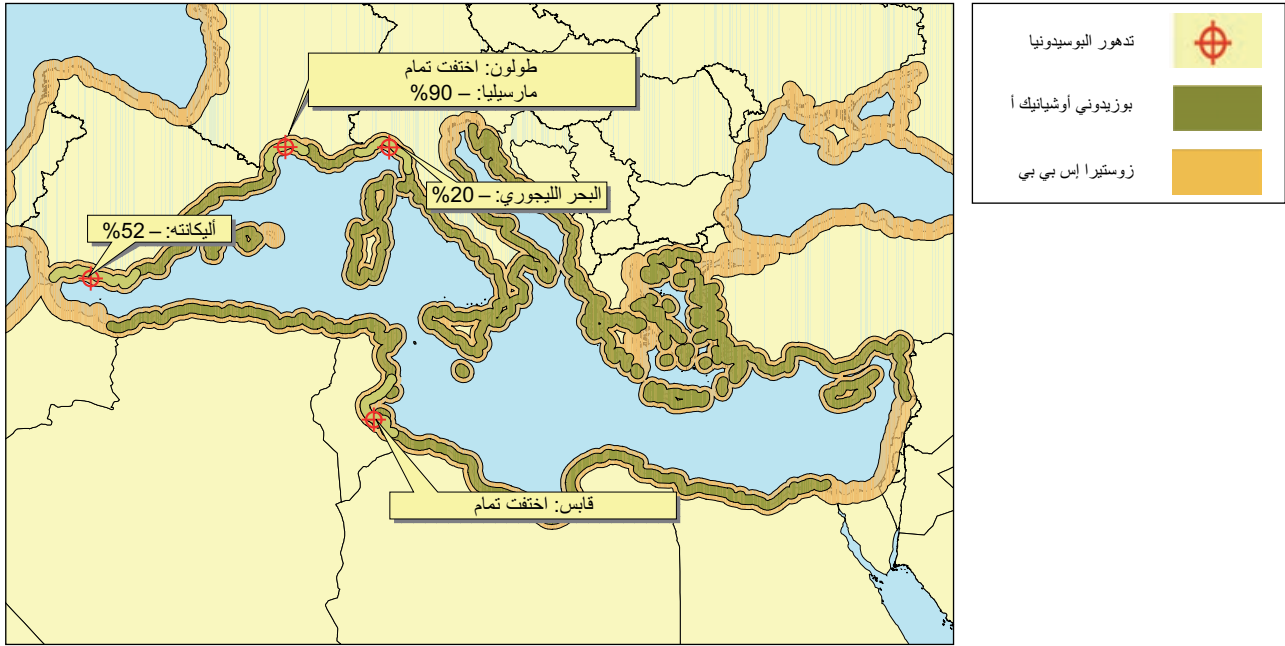 طولون: اختفت تمام
مارسيليا: – 90%
البحر الليجوري: – 20%
أليكانته: – 52%
قابس: اختفت تمام
تدهور البوسيدونيا
بوزيدوني أوشيانيك أ
زوستيرا إس بي بي